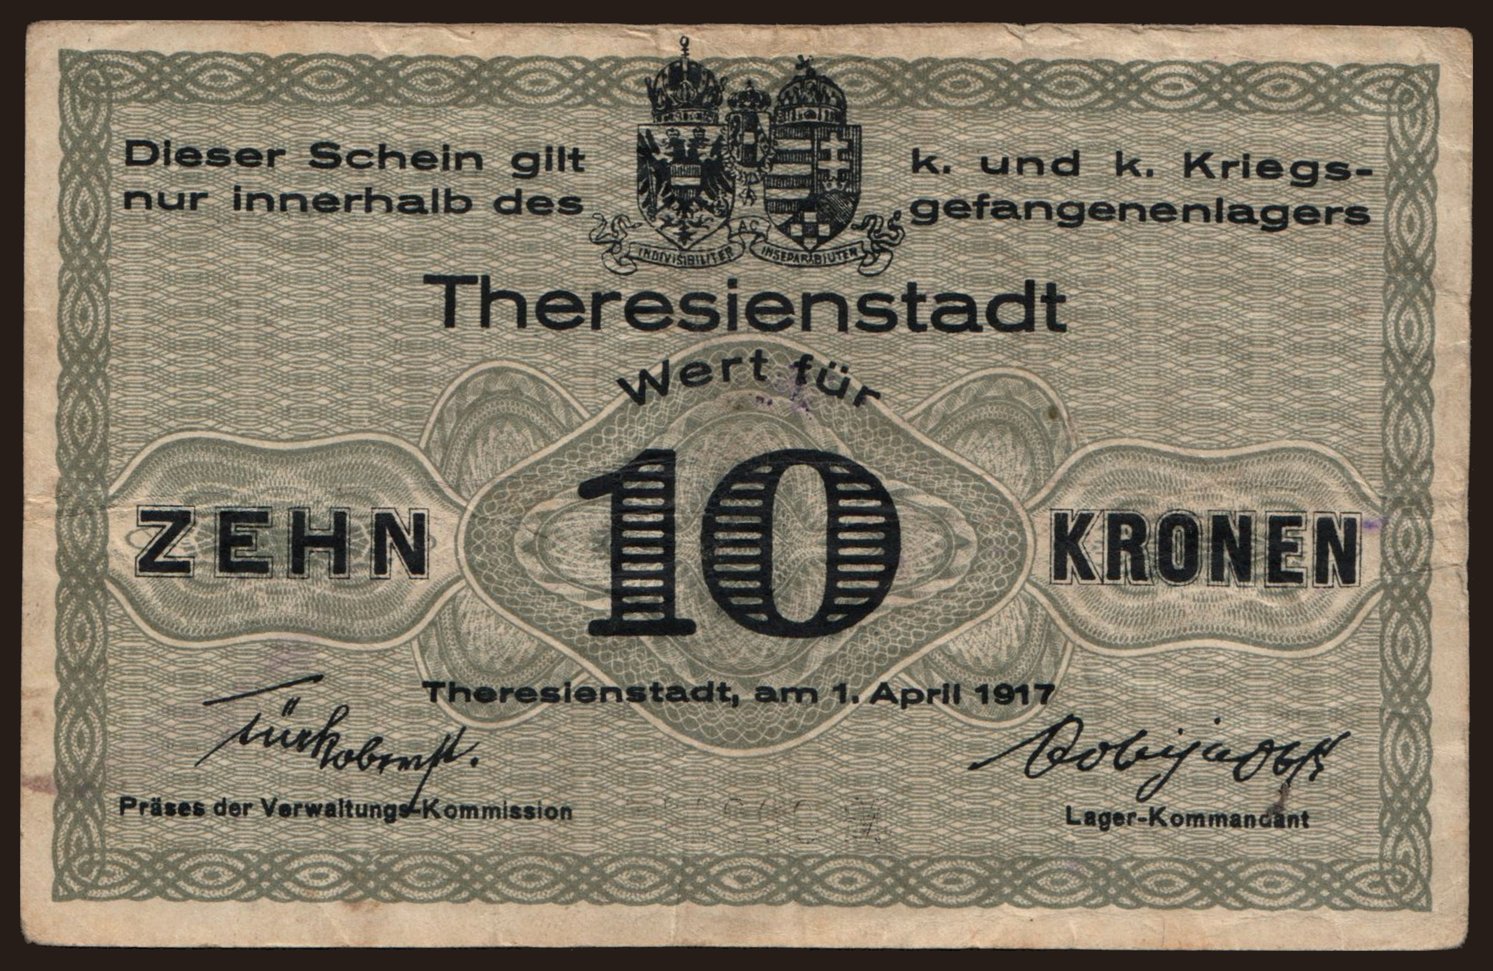 Dieser Schein gilt
nur innerhalb des
k. und k. Kriegs-
gefangenenlagers
INDIVISIBILITER AC INSEPARABILITER
Theresienstadt
Wert für
ZEHN 10 KRONEN
Theresienstadt, am 1. April 1917
Präses der Verwaltungs-Kommission
Lager-Kommandant